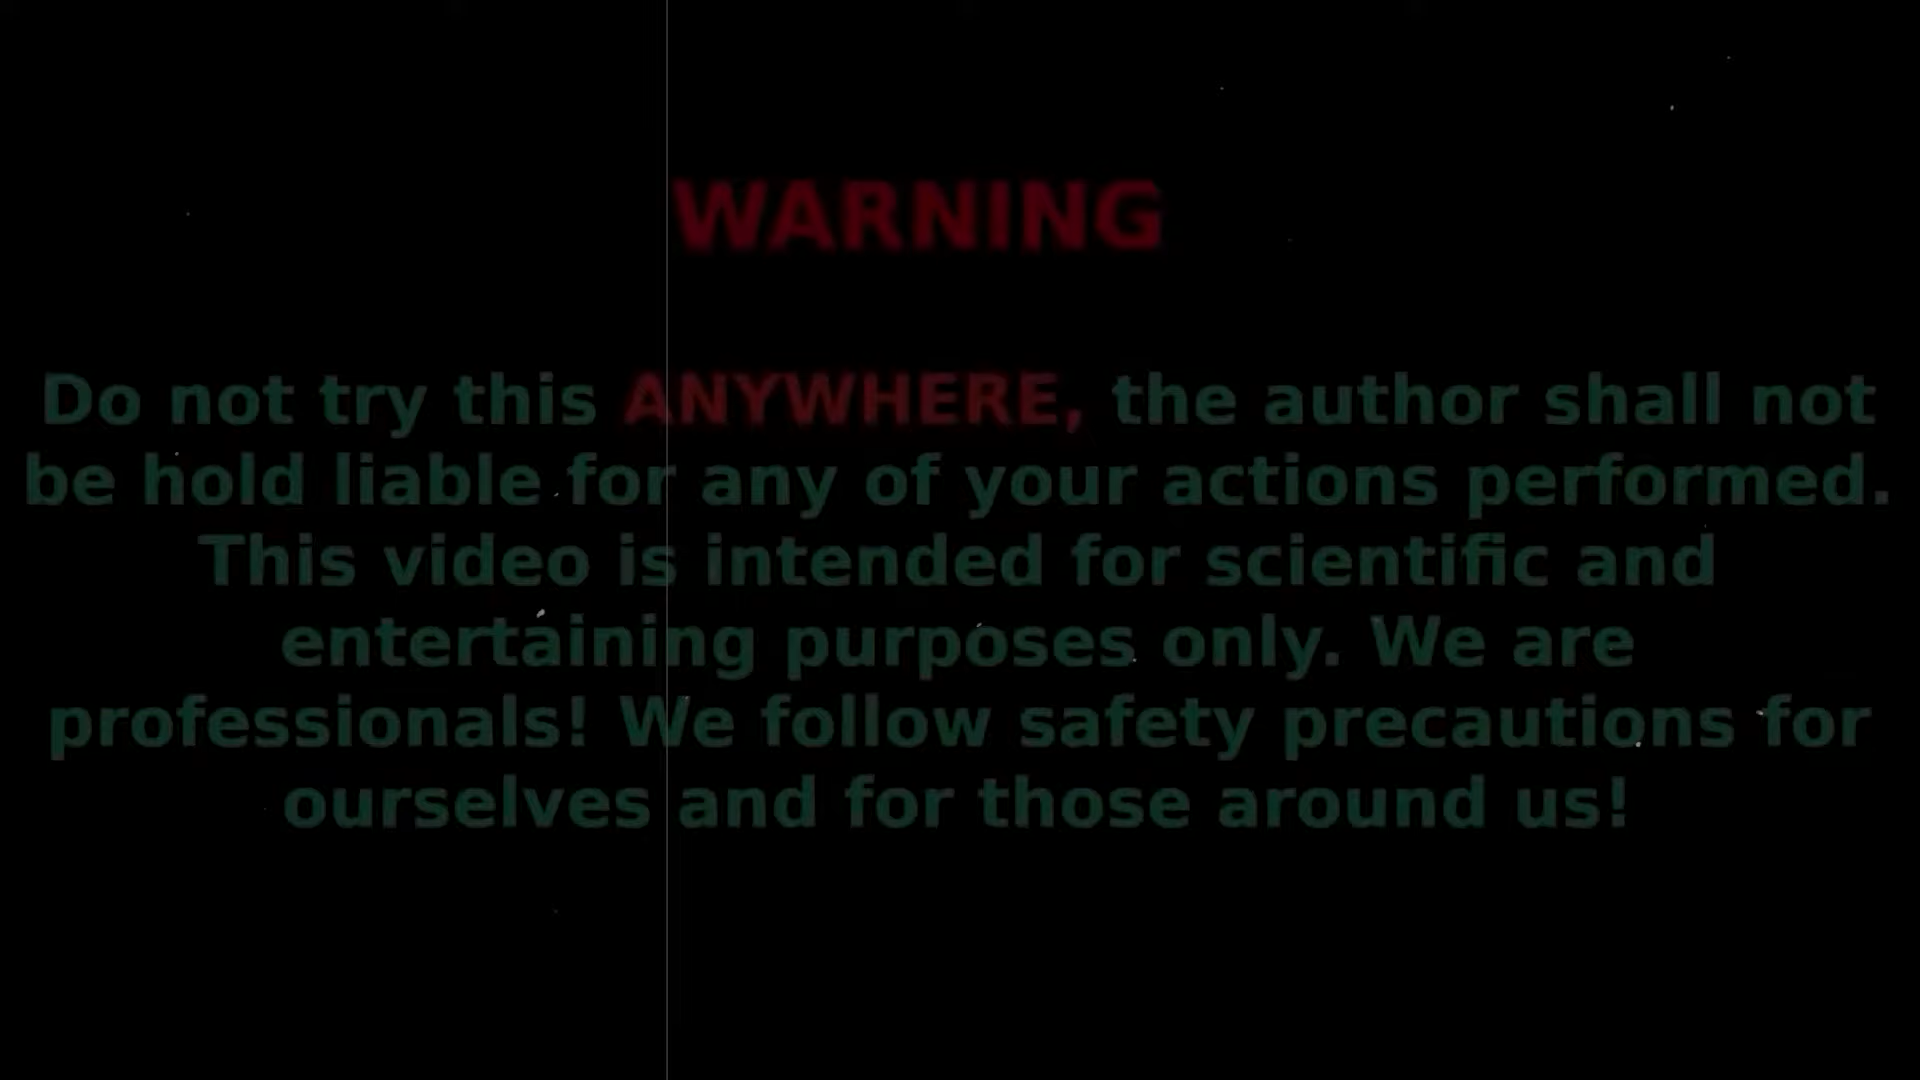 WARNING
Do not try this ANYWHERE, the author shall not
be hold liable for any of your actions performed.
This video is intended for scientific and
entertaining purposes only. We are
professionals! We follow safety precautions for
ourselves and for those around us!